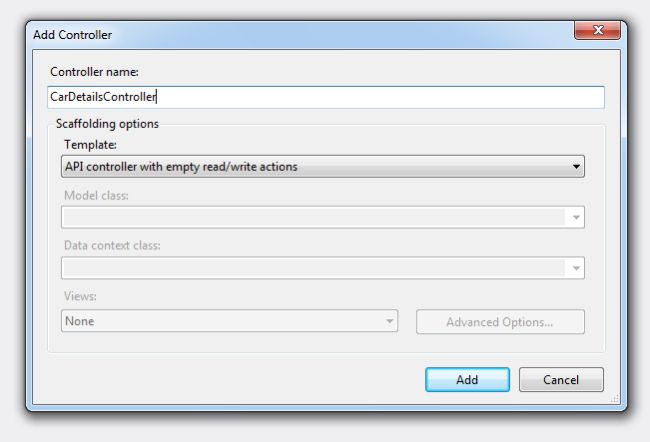 Add Controller
Controller name:
CarDetailsController
Scaffolding options
Template:
API controller with empty read/write actions
Model class:
Data context class:
Views:
None
Advanced Options...
Add
Cancel